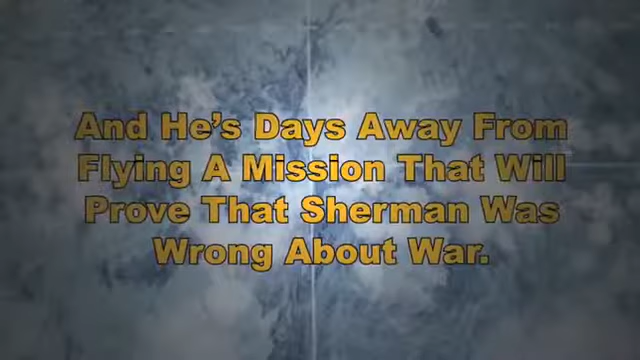 And He’s Days Away From
Flying A Mission That Will
Prove That Sherman Was
Wrong About War.